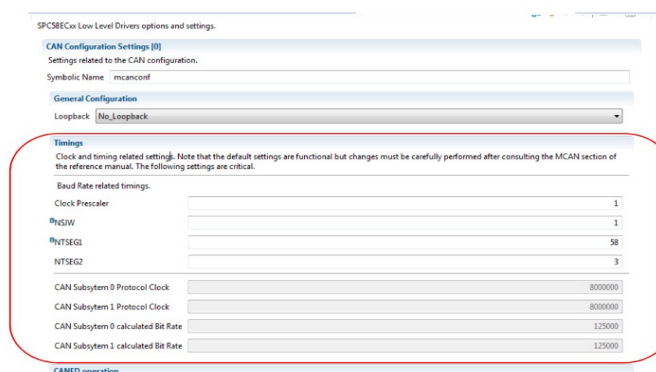 SPC58ECxx Low Level Drivers options and settings.
CAN Configuration Settings [0]
Settings related to the CAN configuration.
Symbolic Name mcanconf
General Configuration
Loopback No_Loopback
Timings
Clock and timing related settings. Note that the default settings are functional but changes must be carefully performed after consulting the MCAN section of
the reference manual. The following settings are critical.
Baud Rate related timings.
Clock Prescaler 1
NSJW 1
NTSEG1 58
NTSEG2 3
CAN Subsytem 0 Protocol Clock 8000000
CAN Subsytem 1 Protocol Clock 8000000
CAN Subsytem 0 calculated Bit Rate 125000
CAN Subsytem 1 calculated Bit Rate 125000
CANFD operation